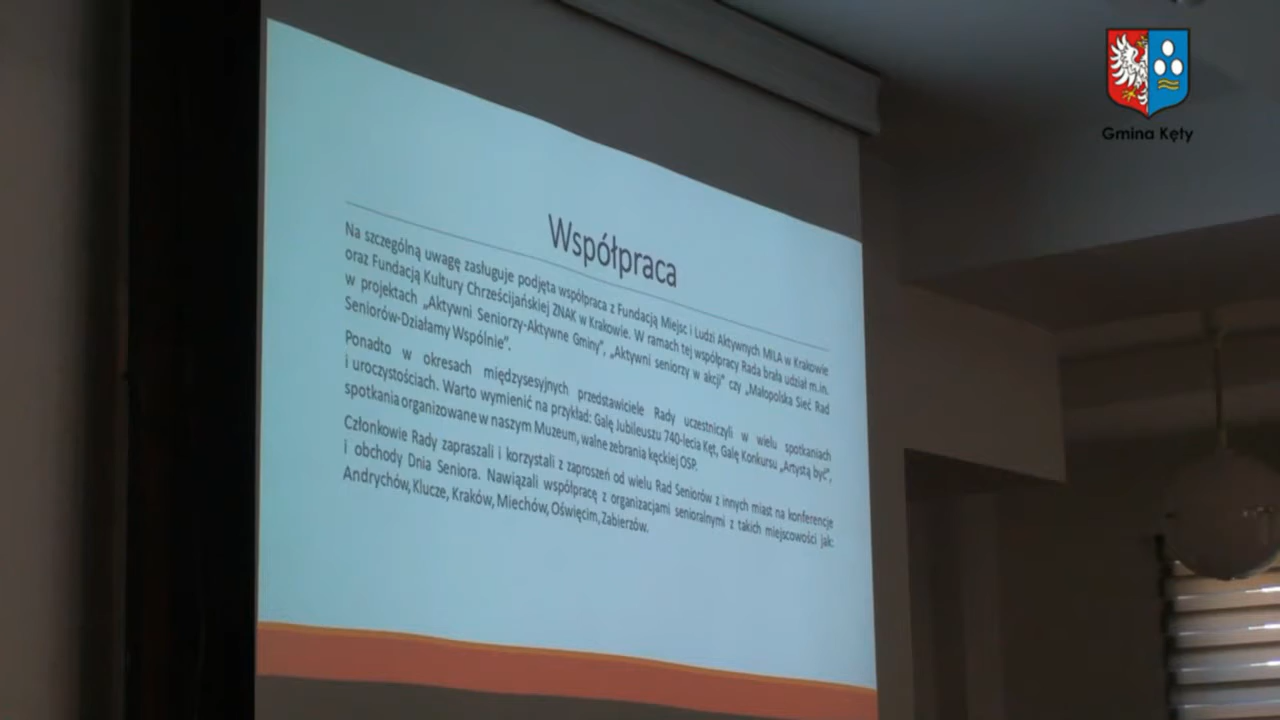 Gmina Kęty
Współpraca
Na szczególną uwagę zasługuje podjęta współpraca z Fundacją Miejsc i Ludzi Aktywnych MILA w Krakowie
oraz Fundacją Kultury Chrześcijańskiej ZNAK w Krakowie. W ramach tej współpracy Rada brała udział m.in.
w projektach „Aktywni Seniorzy-Aktywne Gminy”, „Aktywni seniorzy w akcji” czy „Małopolska Sieć Rad
Seniorów-Działamy Wspólnie”.
Ponadto w okresach międzysesyjnych przedstawiciele Rady uczestniczyli w wielu spotkaniach
i uroczystościach. Warto wymienić na przykład: Galę Jubileuszu 740-lecia Kęt, Galę Konkursu „Artystą być”,
spotkania organizowane w naszym Muzeum, walne zebrania kęckiej OSP.
Członkowie Rady zapraszali i korzystali z zaproszeń od wielu Rad Seniorów z innych miast na konferencje
i obchody Dnia Seniora. Nawiązali współpracę z organizacjami senioralnymi z takich miejscowości jak:
Andrychów, Klucze, Kraków, Miechów, Oświęcim, Zabierzów.